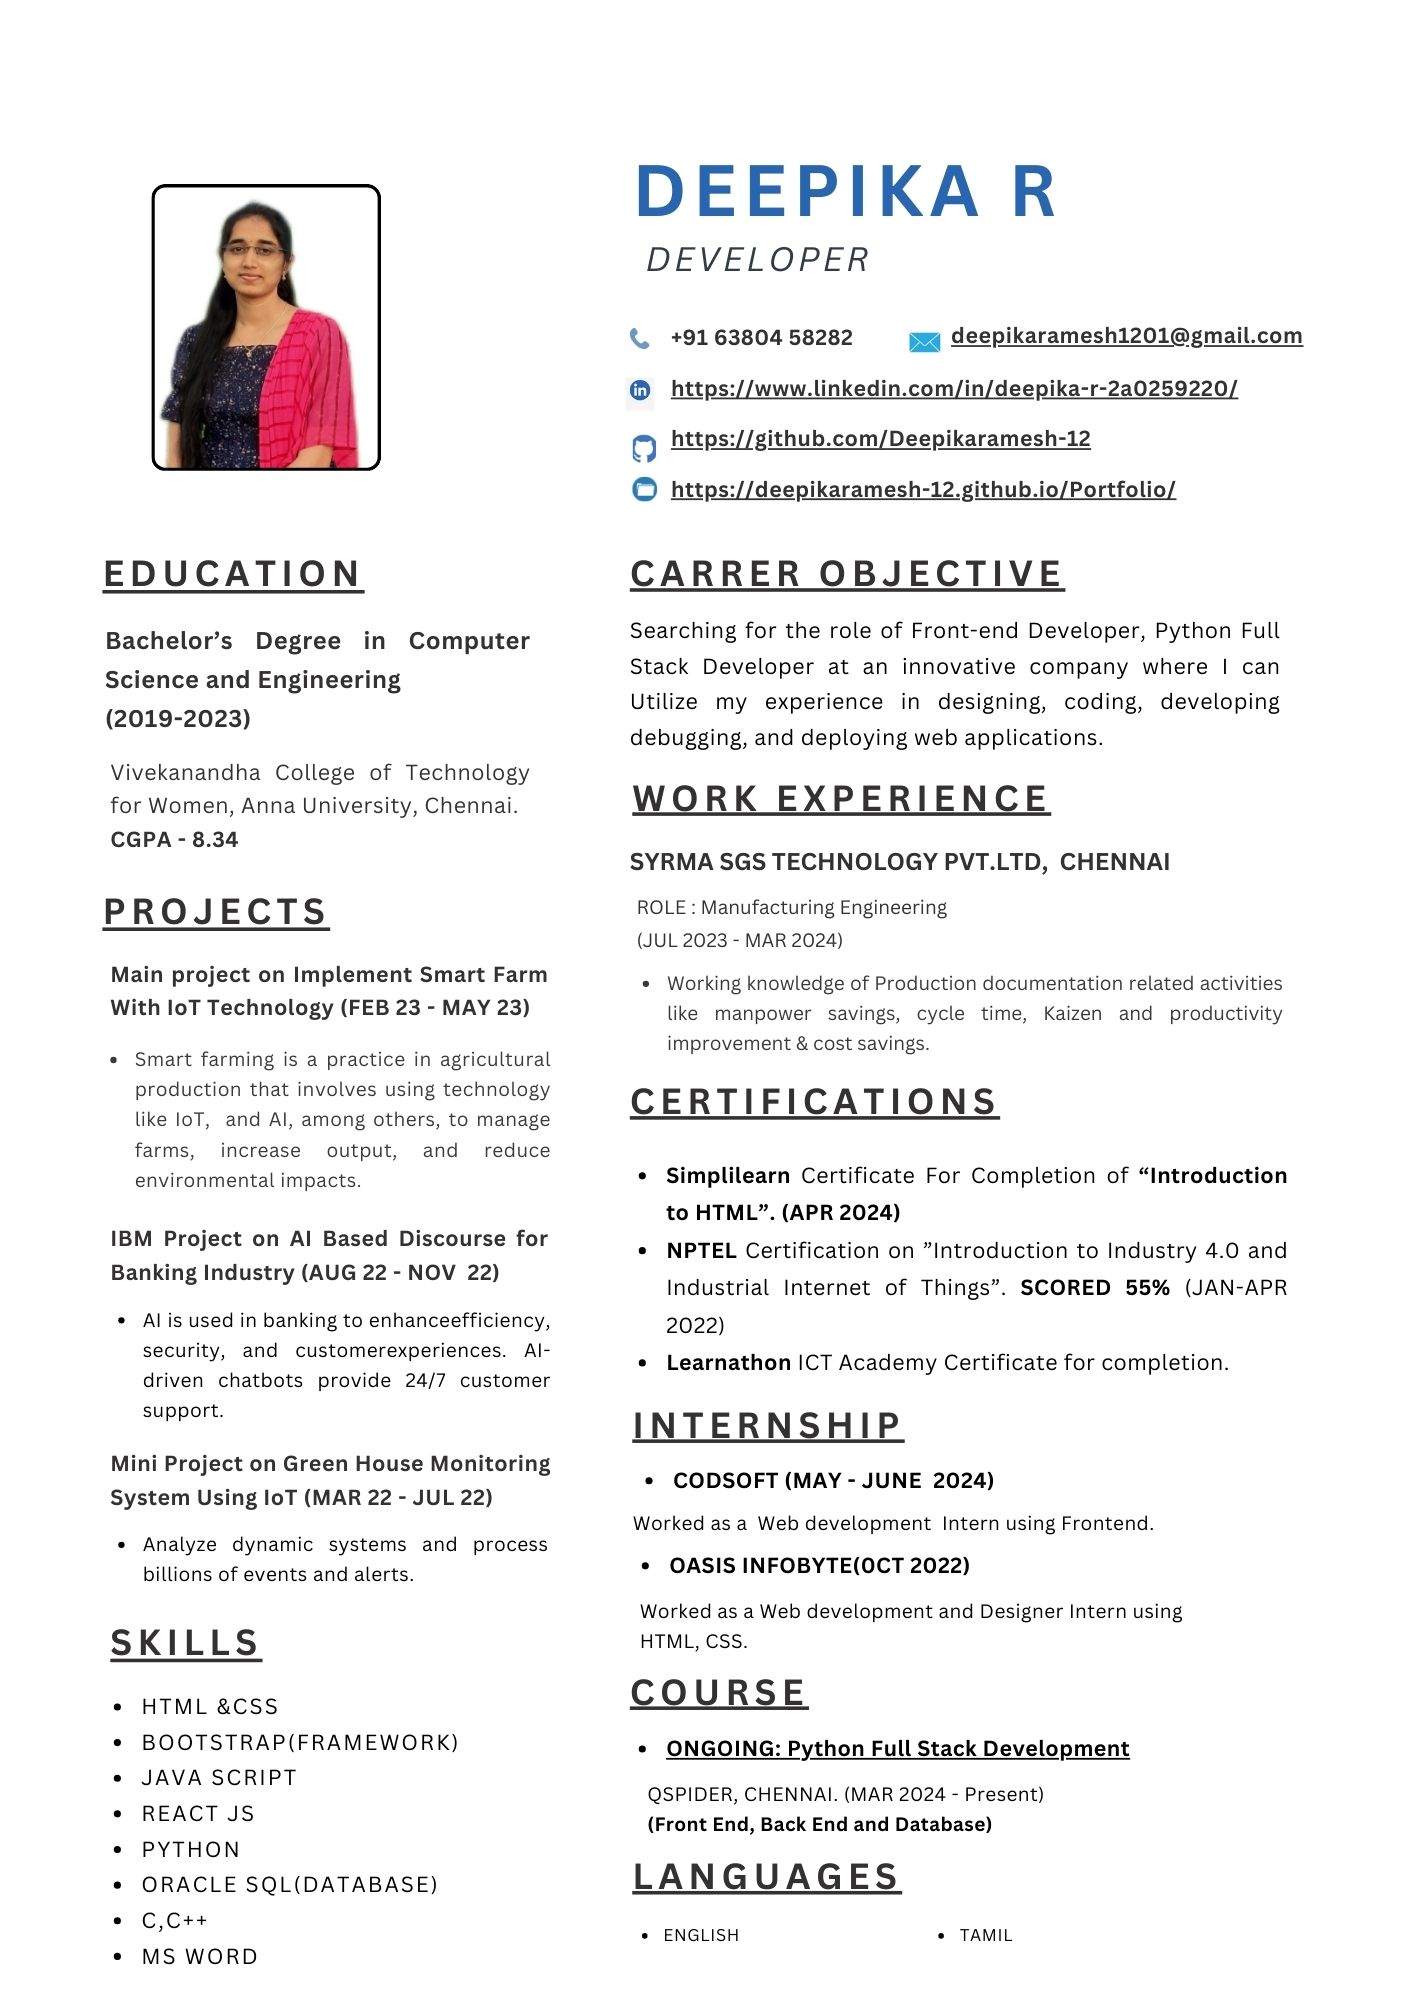 DEEPIKA R
DEVELOPER
+91 63804 58282
deepikaramesh1201@gmail.com
https://www.linkedin.com/in/deepika-r-2a0259220/
https://github.com/Deepikaramesh-12
https://deepikaramesh-12.github.io/Portfolio/
EDUCATION
Bachelor’s Degree in Computer
Science and Engineering
(2019-2023)
Vivekanandha College of Technology
for Women, Anna University, Chennai.
CGPA - 8.34
PROJECTS
Main project on Implement Smart Farm
With IoT Technology (FEB 23 - MAY 23)
• Smart farming is a practice in agricultural
production that involves using technology
like IoT, and AI, among others, to manage
farms, increase output, and reduce
environmental impacts.
IBM Project on AI Based Discourse for
Banking Industry (AUG 22 - NOV 22)
• AI is used in banking to enhanceefficiency,
security, and customerexperiences. AI-
driven chatbots provide 24/7 customer
support.
Mini Project on Green House Monitoring
System Using IoT (MAR 22 - JUL 22)
• Analyze dynamic systems and process
billions of events and alerts.
SKILLS
• HTML &CSS
• BOOTSTRAP(FRAMEWORK)
• JAVA SCRIPT
• REACT JS
• PYTHON
• ORACLE SQL(DATABASE)
• C,C++
• MS WORD
CARRER OBJECTIVE
Searching for the role of Front-end Developer, Python Full
Stack Developer at an innovative company where I can
Utilize my experience in designing, coding, developing
debugging, and deploying web applications.
WORK EXPERIENCE
SYRMA SGS TECHNOLOGY PVT.LTD, CHENNAI
ROLE : Manufacturing Engineering
(JUL 2023 - MAR 2024)
• Working knowledge of Production documentation related activities
like manpower savings, cycle time, Kaizen and productivity
improvement & cost savings.
CERTIFICATIONS
• Simplilearn Certificate For Completion of “Introduction
to HTML”. (APR 2024)
• NPTEL Certification on ”Introduction to Industry 4.0 and
Industrial Internet of Things”. SCORED 55% (JAN-APR
2022)
• Learnathon ICT Academy Certificate for completion.
INTERNSHIP
• CODSOFT (MAY - JUNE 2024)
Worked as a Web development Intern using Frontend.
• OASIS INFOBYTE(0CT 2022)
Worked as a Web development and Designer Intern using
HTML, CSS.
COURSE
• ONGOING: Python Full Stack Development
QSPIDER, CHENNAI. (MAR 2024 - Present)
(Front End, Back End and Database)
LANGUAGES
• ENGLISH
• TAMIL